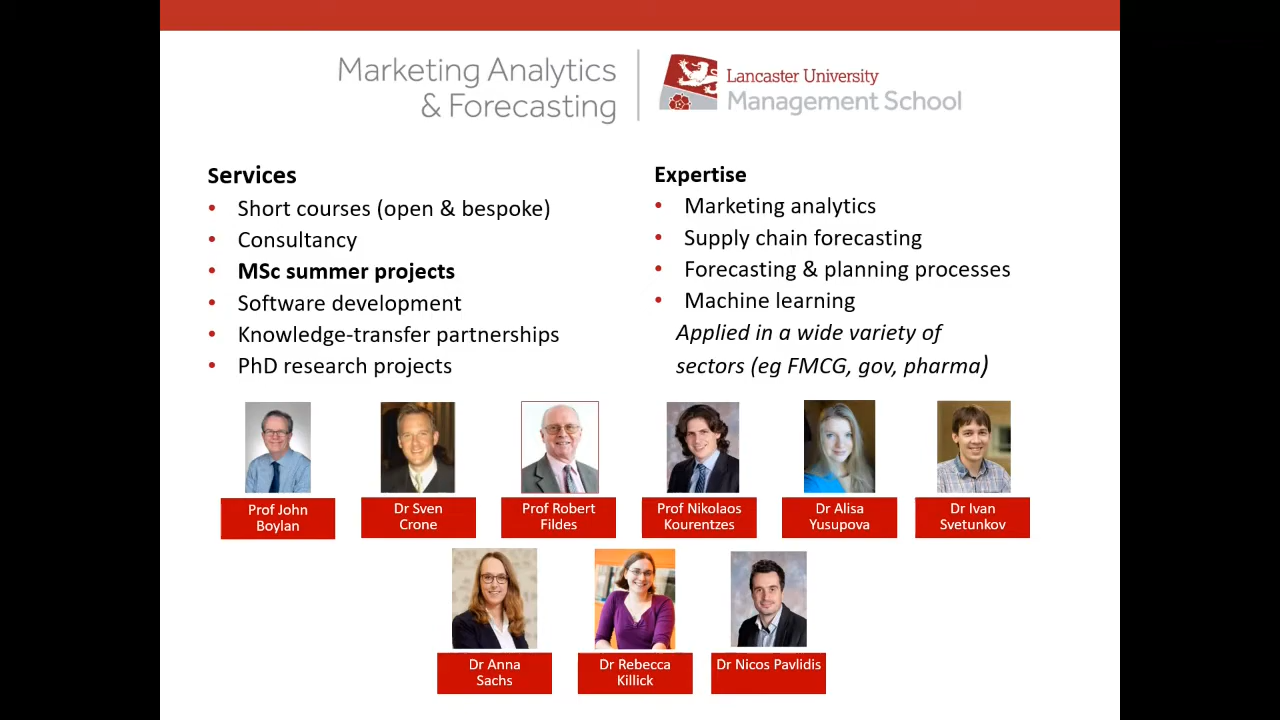 Marketing Analytics
& Forecasting
Lancaster University
Management School
Services
• Short courses (open & bespoke)
• Consultancy
• MSc summer projects
• Software development
• Knowledge-transfer partnerships
• PhD research projects
Expertise
• Marketing analytics
• Supply chain forecasting
• Forecasting & planning processes
• Machine learning
Applied in a wide variety of
sectors (eg FMCG, gov, pharma)
Prof John
Boylan
Dr Sven
Crone
Prof Robert
Fildes
Prof Nikolaos
Kourentzes
Dr Alisa
Yusupova
Dr Ivan
Svetunkov
Dr Anna
Sachs
Dr Rebecca
Killick
Dr Nicos Pavlidis